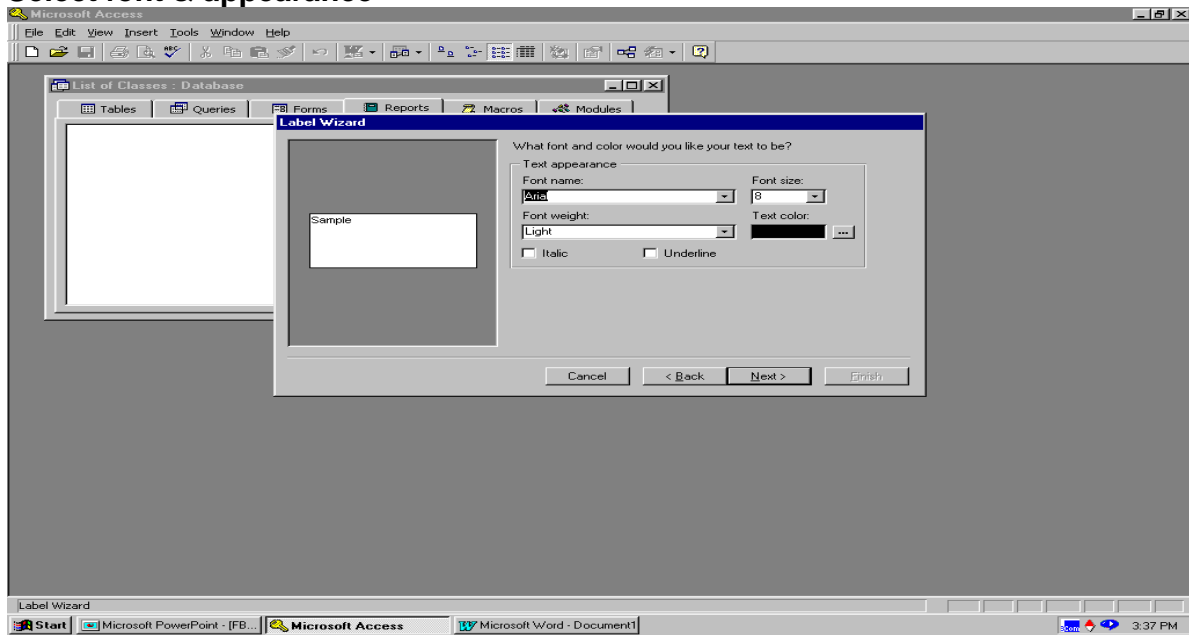 Select font & appearance
Microsoft Access
File Edit View Insert Tools Window Help
List of Classes : Database
Tables Queries Forms Reports Macros Modules
Label Wizard
What font and color would you like your text to be?
Text appearance
Font name: Font size:
Arial 8
Sample
Font weight: Text color:
Light ...
Italic Underline
Cancel < Back Next > Finish
Label Wizard
Start Microsoft PowerPoint - [FB... Microsoft Access Microsoft Word - Document1 3Com 3:37 PM